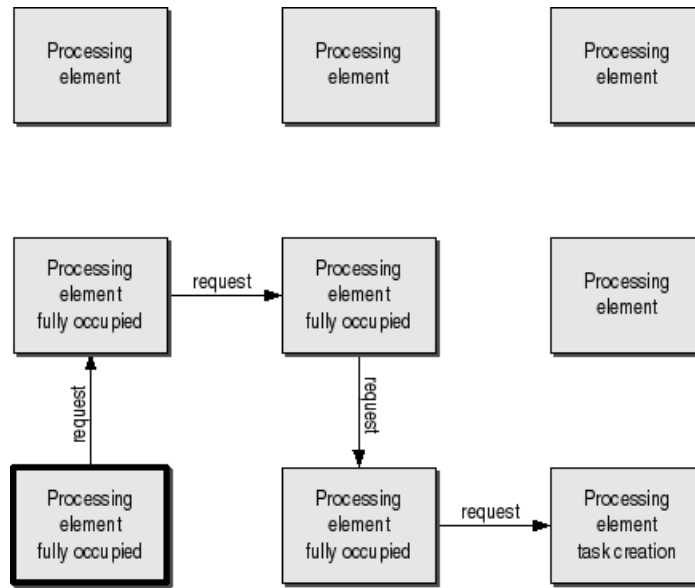 Processing
element
Processing
element
Processing
element
Processing
element
fully occupied
request
Processing
element
fully occupied
Processing
element
request
request
Processing
element
fully occupied
Processing
element
fully occupied
request
Processing
element
task creation